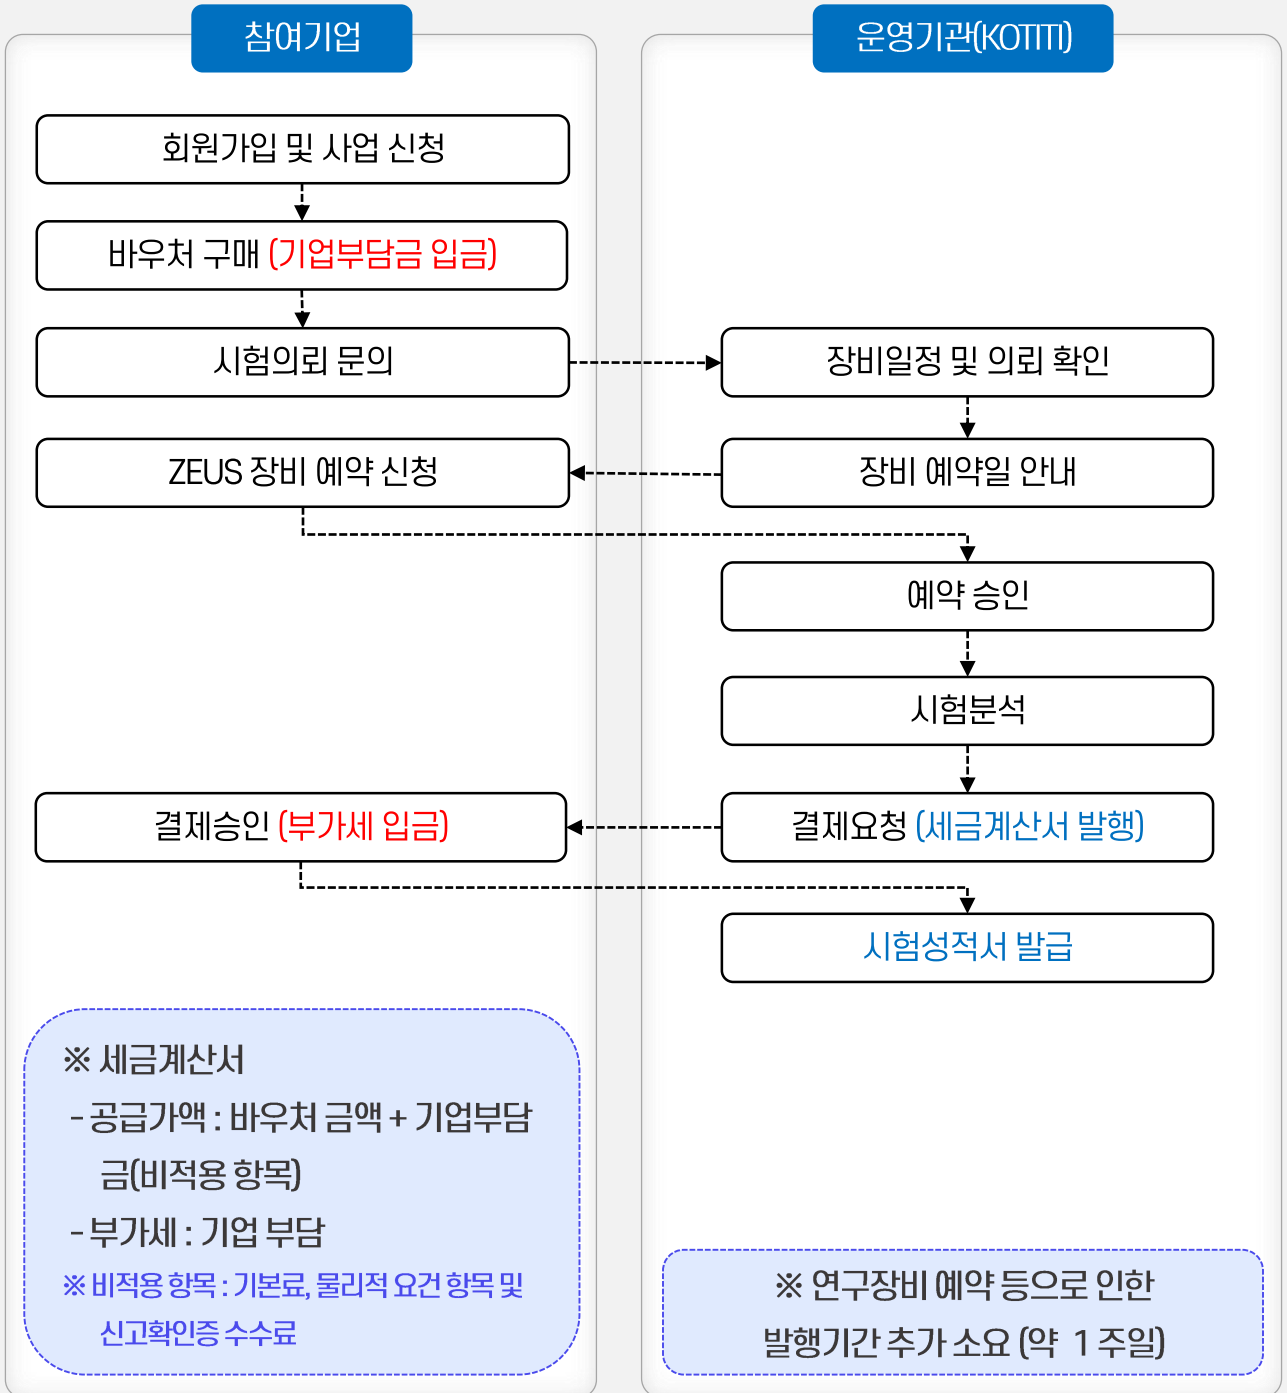 참여기업
운영기관(KOTITI)
회원가입 및 사업 신청
바우처 구매 (기업부담금 입금)
시험의뢰 문의
장비일정 및 의뢰 확인
ZEUS 장비 예약 신청
장비 예약일 안내
예약 승인
시험분석
결제승인 (부가세 입금)
결제요청 (세금계산서 발행)
시험성적서 발급
※ 세금계산서
- 공급가액 : 바우처 금액 + 기업부담
금(비적용 항목)
- 부가세 : 기업 부담
※ 비적용 항목 : 기본료, 물리적 요건 항목 및
신고확인증 수수료
※ 연구장비 예약 등으로 인한
발행기간 추가 소요 (약 1 주일)